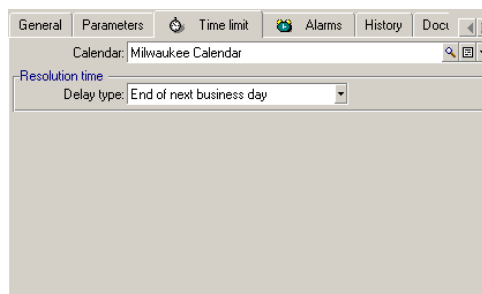 General Parameters Time limit Alarms History
Calendar: Milwaukee Calendar
Resolution time
Delay type: End of next business day